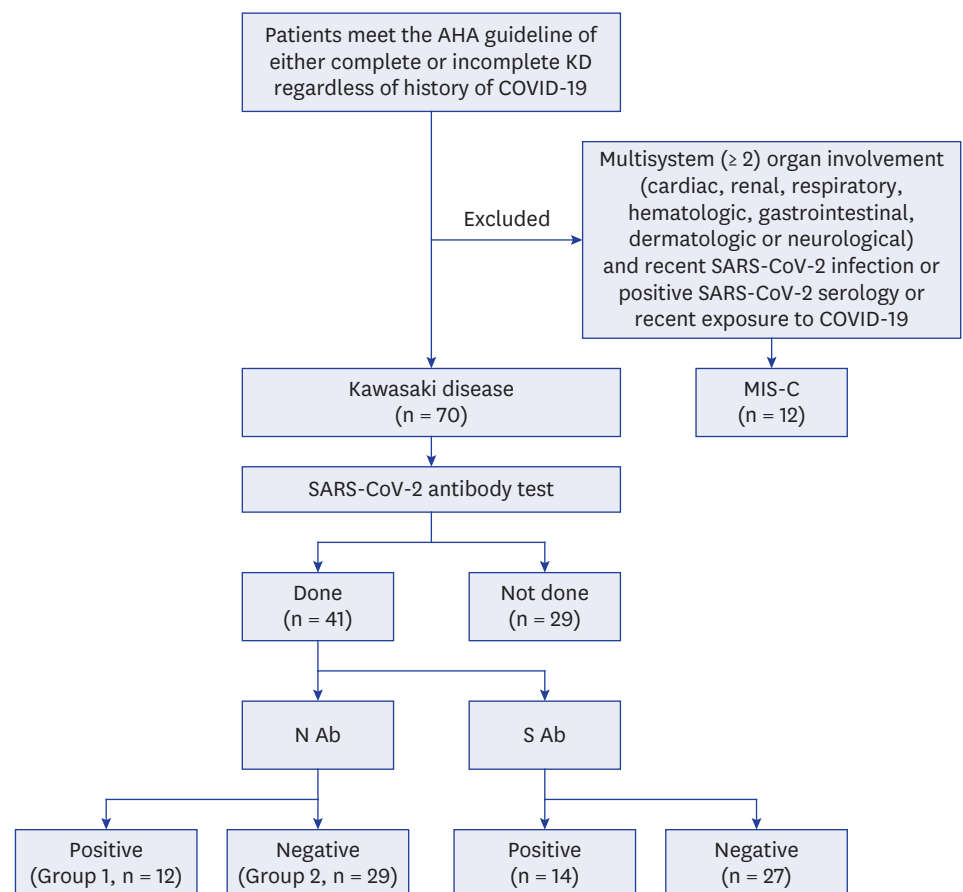 Patients meet the AHA guideline of
either complete or incomplete KD
regardless of history of COVID-19
Excluded
Multisystem (≥ 2) organ involvement
(cardiac, renal, respiratory,
hematologic, gastrointestinal,
dermatologic or neurological)
and recent SARS-CoV-2 infection or
positive SARS-CoV-2 serology or
recent exposure to COVID-19
Kawasaki disease
(n = 70)
MIS-C
(n = 12)
SARS-CoV-2 antibody test
Done
(n = 41)
Not done
(n = 29)
N Ab
S Ab
Positive
(Group 1, n = 12)
Negative
(Group 2, n = 29)
Positive
(n = 14)
Negative
(n = 27)